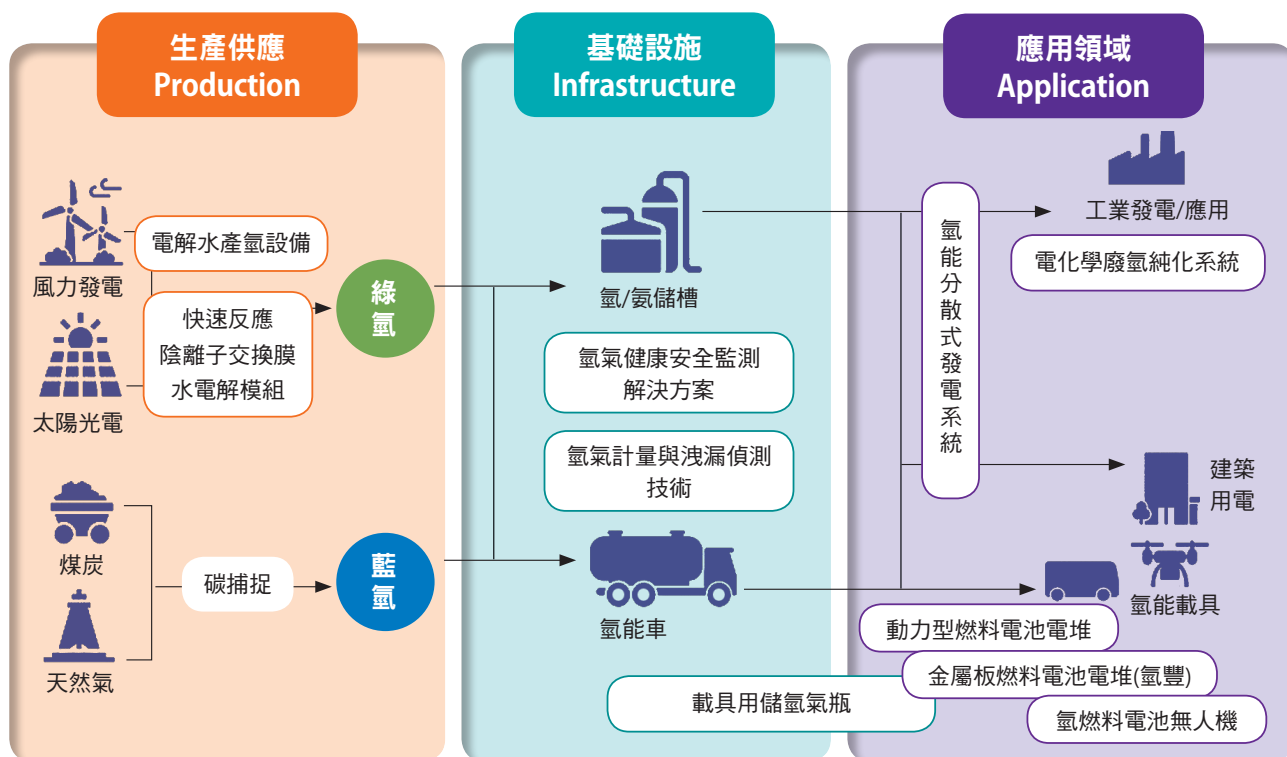 生產供應
Production
風力發電
電解水產氫設備
快速反應
陰離子交換膜
水電解模組
太陽光電
綠
氫
煤炭
天然氣
碳捕捉
藍
氫
基礎設施
Infrastructure
氫/氨儲槽
氫氣健康安全監測
解決方案
氫氣計量與洩漏偵測
技術
氫能車
載具用儲氫氣瓶
應用領域
Application
氫能分散式發電系統
工業發電/應用
電化學廢氫純化系統
建築
用電
氫能載具
動力型燃料電池電堆
金屬板燃料電池電堆(氫豐)
氫燃料電池無人機